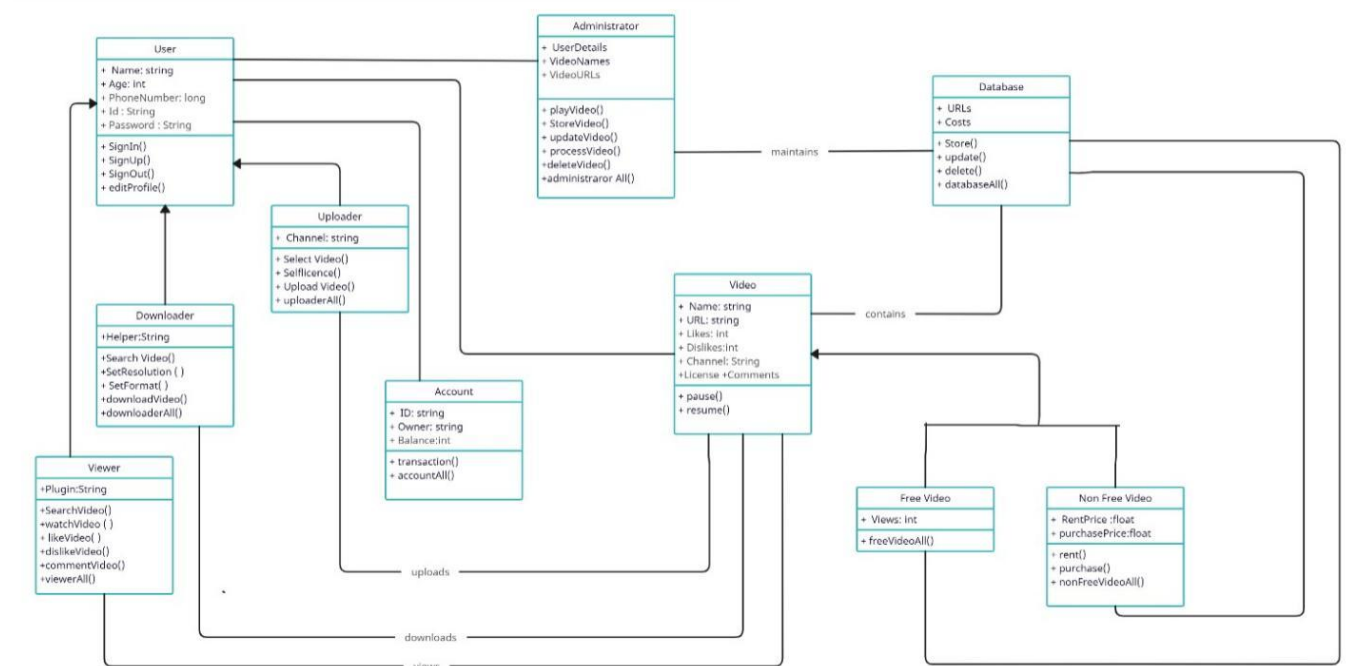 User
+ Name: string
+ Age: int
+ PhoneNumber: long
+ Id : String
+ Password : String
+ SignIn()
+ SignUp()
+ SignOut()
+ editProfile()
Administrator
+ UserDetails
+ VideoNames
+ VideoURLs
+ playVideo()
+ StoreVideo()
+ updateVideo()
+ processVideo()
+deleteVideo()
+administraror All()
maintains
Database
+ URLs
+ Costs
+ Store()
+ update()
+ delete()
+ databaseAll()
Uploader
+ Channel: string
+ Select Video()
+ Selflicence()
+ Upload Video()
+ uploaderAll()
Downloader
+Helper:String
+Search Video()
+SetResolution ( )
+ SetFormat( )
+downloadVideo()
+downloaderAll()
Video
+ Name: string
+ URL: string
+ Likes: int
+ Dislikes:int
+ Channel: String
+License +Comments
+ pause()
+ resume()
contains
Account
+ ID: string
+ Owner: string
+ Balance:int
+ transaction()
+ accountAll()
Viewer
+Plugin:String
+SearchVideo()
+watchVideo ( )
+ likeVideo( )
+dislikeVideo()
+commentVideo()
+viewerAll()
Free Video
+ Views: int
+ freeVideoAll()
Non Free Video
+ RentPrice :float
+ purchasePrice:float
+ rent()
+ purchase()
+ nonFreeVideoAll()
uploads
downloads
views